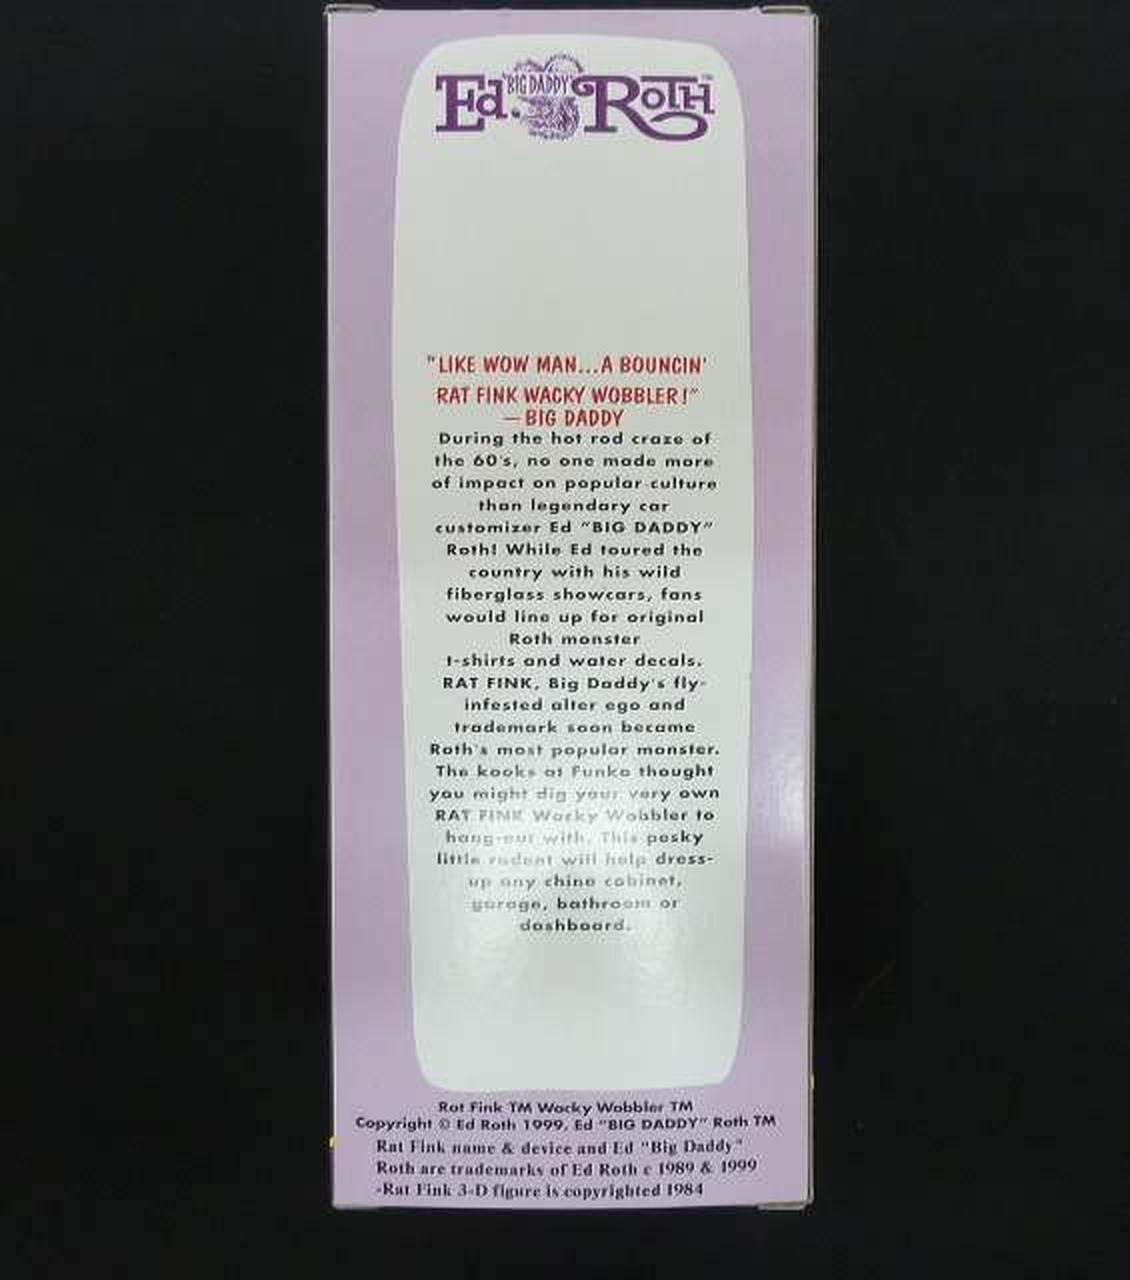 Ed "BIG DADDY" Roth™
"LIKE WOW MAN...A BOUNCIN'
RAT FINK WACKY WOBBLER!"
—BIG DADDY
During the hot rod craze of
the 60's, no one made more
of impact on popular culture
than legendary car
customizer Ed "BIG DADDY"
Roth! While Ed toured the
country with his wild
fiberglass showcars, fans
would line up for original
Roth monster
t-shirts and water decals.
RAT FINK, Big Daddy's fly-
infested alter ego and
trademark soon became
Roth's most popular monster.
The kooks at Funko thought
you might dig your very own
RAT FINK Wacky Wobbler to
hang-out with. This pesky
little rodent will help dress-
up any china cabinet,
garage, bathroom or
dashboard.
Rat Fink TM Wacky Wobbler TM
Copyright © Ed Roth 1999. Ed "BIG DADDY" Roth TM
Rat Fink name & device and Ed "Big Daddy"
Roth are trademarks of Ed Roth c 1989 & 1999
-Rat Fink 3-D figure is copyrighted 1984